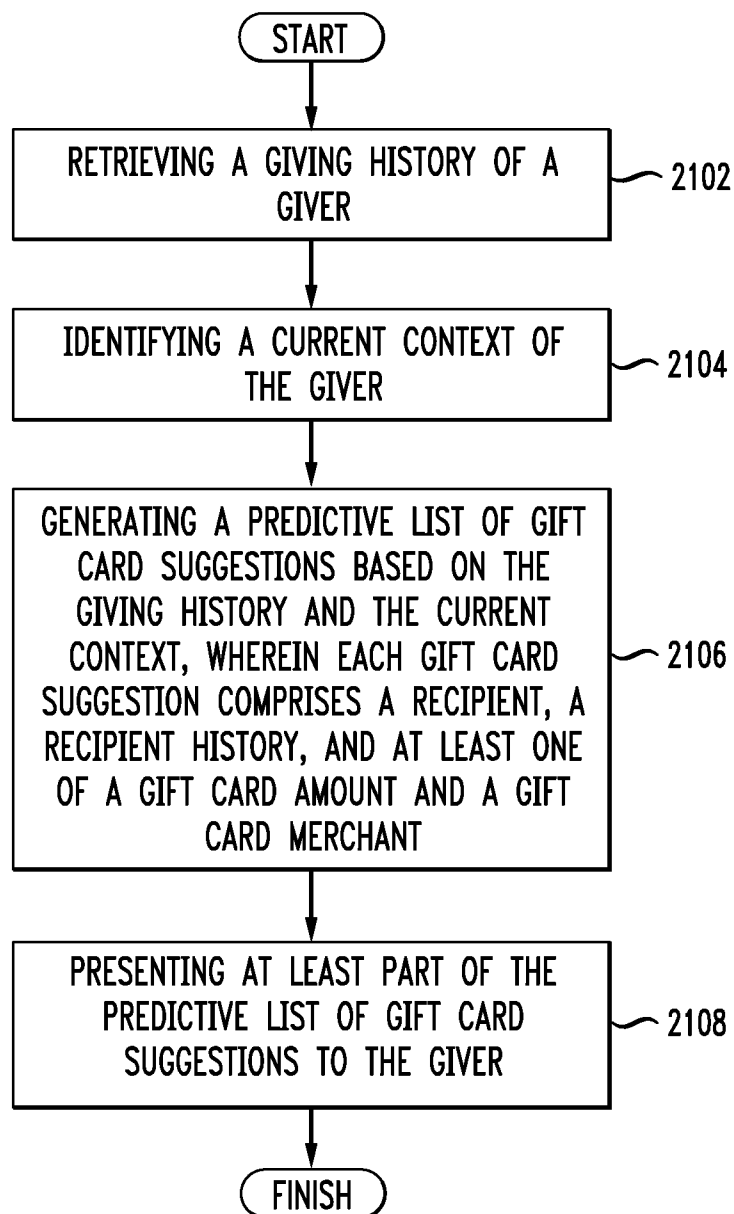 START
RETRIEVING A GIVING HISTORY OF A
GIVER
2102
IDENTIFYING A CURRENT CONTEXT OF
THE GIVER
2104
GENERATING A PREDICTIVE LIST OF GIFT
CARD SUGGESTIONS BASED ON THE
GIVING HISTORY AND THE CURRENT
CONTEXT, WHEREIN EACH GIFT CARD
SUGGESTION COMPRISES A RECIPIENT, A
RECIPIENT HISTORY, AND AT LEAST ONE
OF A GIFT CARD AMOUNT AND A GIFT
CARD MERCHANT
2106
PRESENTING AT LEAST PART OF THE
PREDICTIVE LIST OF GIFT CARD
SUGGESTIONS TO THE GIVER
2108
FINISH